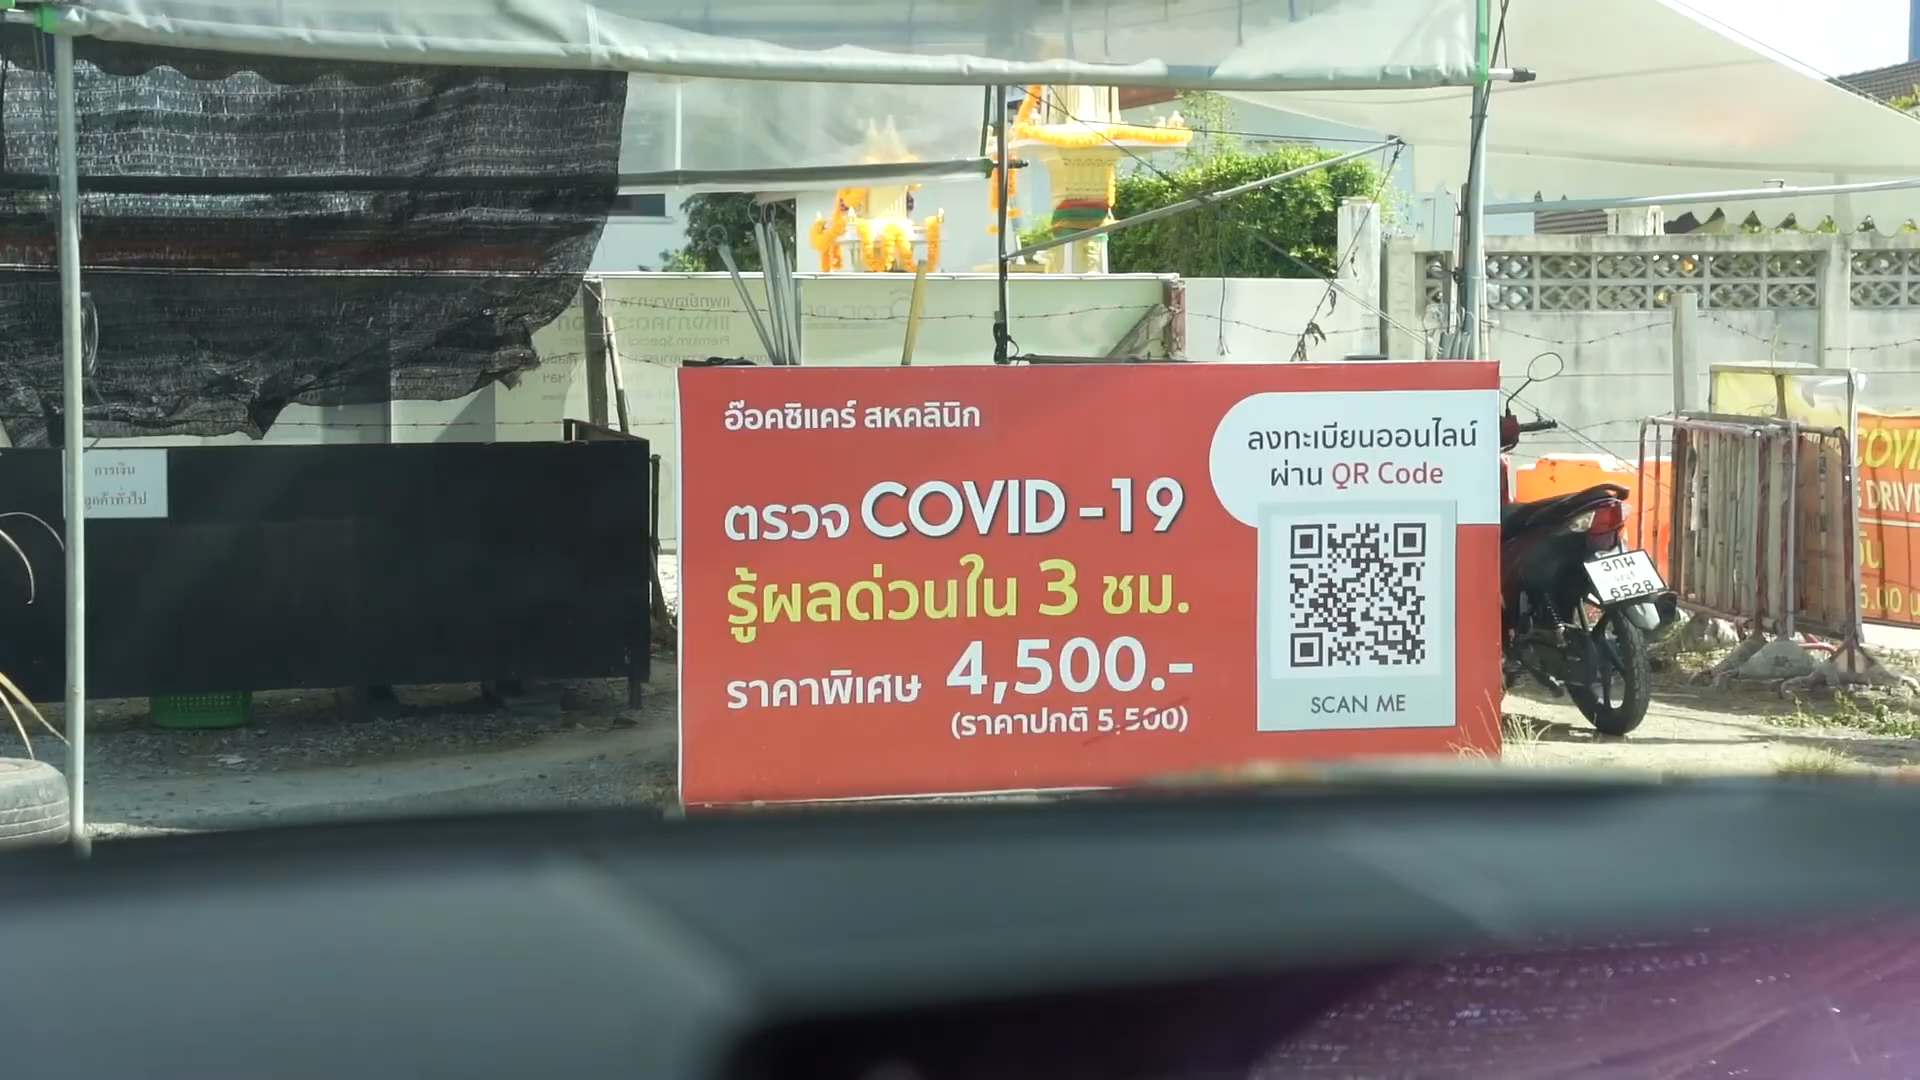 การเงิน
ลูกค้าทั่วไป
อ๊อคซิแคร์ สหคลินิก
ตรวจ COVID -19
รู้ผลด่วนใน 3 ชม.
ราคาพิเศษ 4,500.-
(ราคาปกติ 5,500)
ลงทะเบียนออนไลน์
ผ่าน QR Code
SCAN ME
6528
COVI
DRIVE